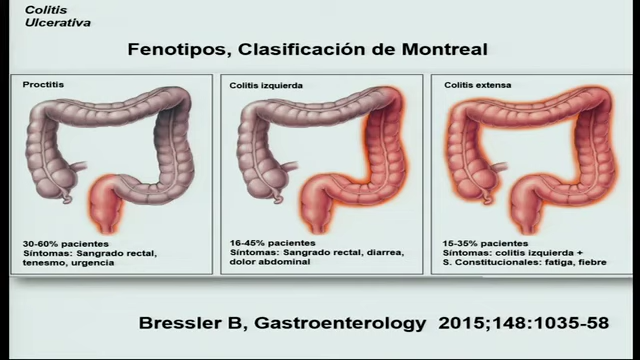 Colitis
Ulcerativa
Fenotipos, Clasificación de Montreal
Proctitis
30-60% pacientes
Síntomas: Sangrado rectal,
tenesmo, urgencia
Colitis izquierda
16-45% pacientes
Síntomas: Sangrado rectal, diarrea,
dolor abdominal
Colitis extensa
15-35% pacientes
Síntomas: colitis izquierda +
S. Constitucionales: fatiga, fiebre
Bressler B, Gastroenterology 2015;148:1035-58